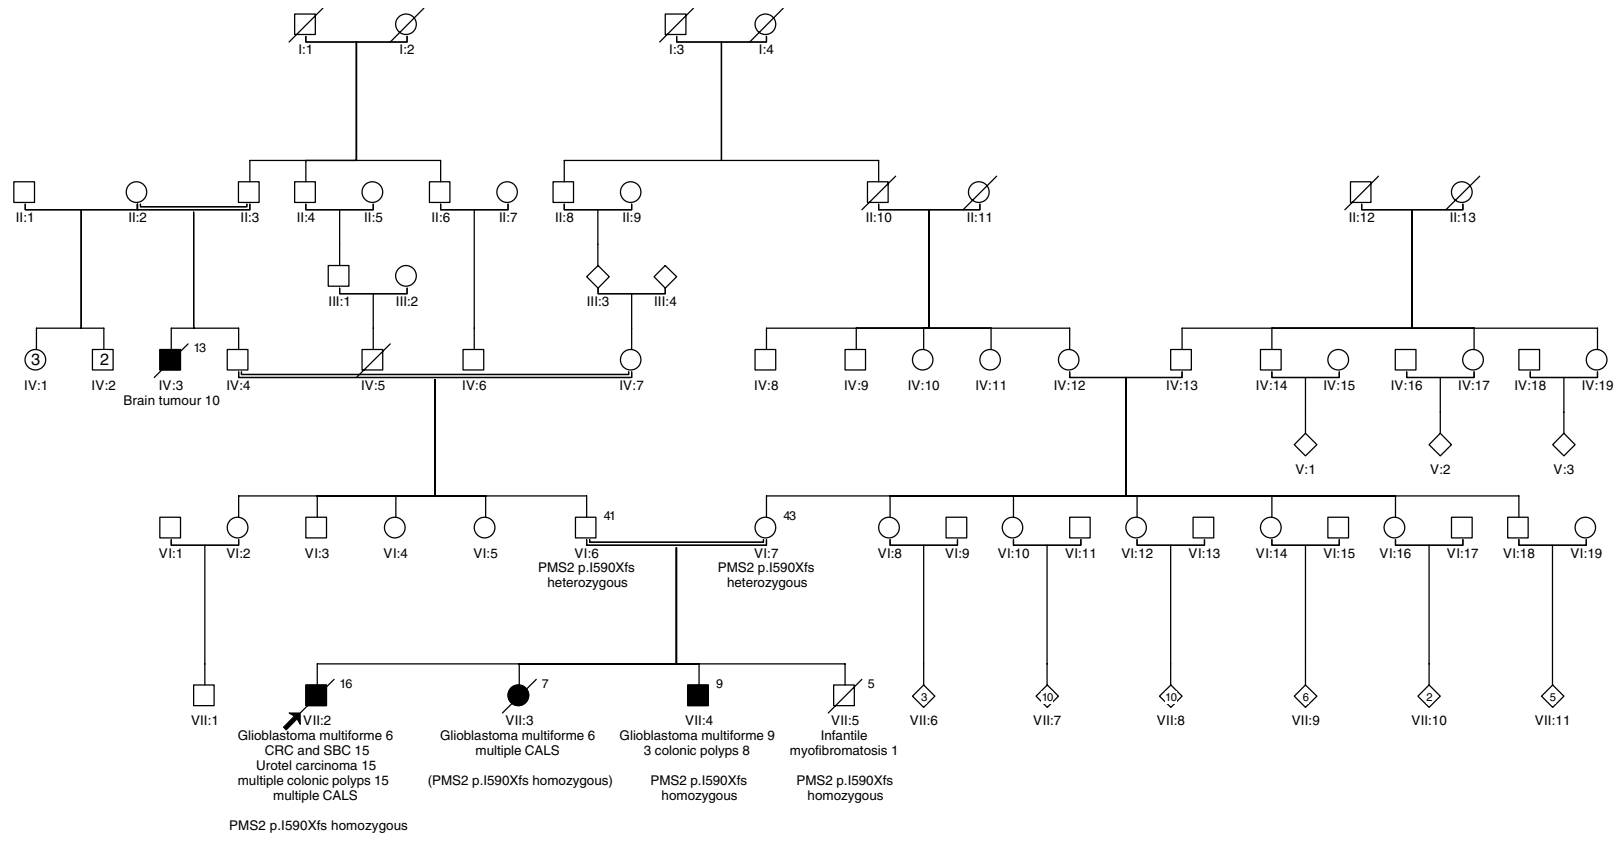 I:1 I:2 I:3 I:4
II:1 II:2 II:3 II:4 II:5 II:6 II:7 II:8 II:9 II:10 II:11 II:12 II:13
III:1 III:2 III:3 III:4
3 2 13
IV:1 IV:2 IV:3 IV:4 IV:5 IV:6 IV:7 IV:8 IV:9 IV:10 IV:11 IV:12 IV:13 IV:14 IV:15 IV:16 IV:17 IV:18 IV:19
Brain tumour 10
V:1 V:2 V:3
41 43
VI:1 VI:2 VI:3 VI:4 VI:5 VI:6 VI:7 VI:8 VI:9 VI:10 VI:11 VI:12 VI:13 VI:14 VI:15 VI:16 VI:17 VI:18 VI:19
PMS2 p.I590Xfs
heterozygous
PMS2 p.I590Xfs
heterozygous
16 7 9 5
3 10 10 6 2 5
VII:1 VII:2 VII:3 VII:4 VII:5 VII:6 VII:7 VII:8 VII:9 VII:10 VII:11
Glioblastoma multiforme 6
CRC and SBC 15
Urotel carcinoma 15
multiple colonic polyps 15
multiple CALS
PMS2 p.I590Xfs homozygous
Glioblastoma multiforme 6
multiple CALS
(PMS2 p.I590Xfs homozygous)
Glioblastoma multiforme 9
3 colonic polyps 8
PMS2 p.I590Xfs
homozygous
Infantile
myofibromatosis 1
PMS2 p.I590Xfs
homozygous